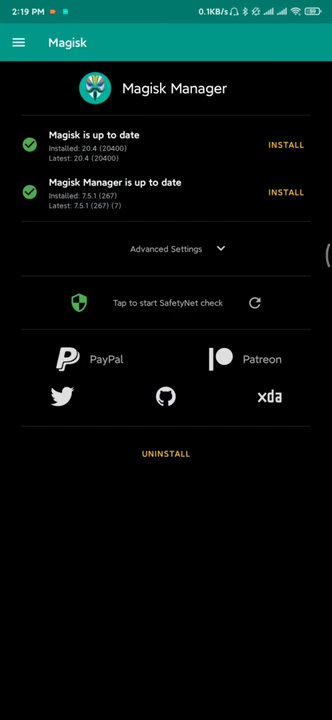 2:19 PM
0.1KB/s
Magisk
Magisk Manager
Magisk is up to date
Installed: 20.4 (20400)
Latest: 20.4 (20400)
INSTALL
Magisk Manager is up to date
Installed: 7.5.1 (267)
Latest: 7.5.1 (267) (7)
INSTALL
Advanced Settings
Tap to start SafetyNet check
PayPal
Patreon
xda
UNINSTALL